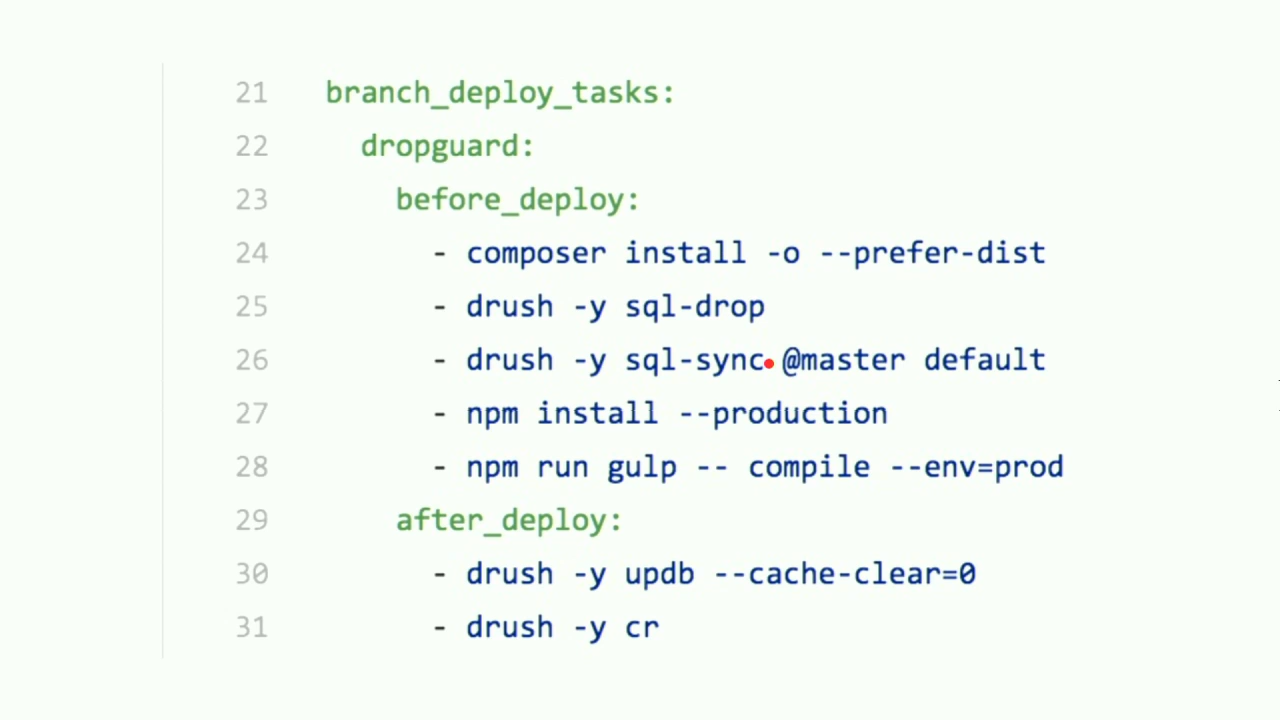 21 branch_deploy_tasks:
22 dropguard:
23 before_deploy:
24 - composer install -o --prefer-dist
25 - drush -y sql-drop
26 - drush -y sql-sync @master default
27 - npm install --production
28 - npm run gulp -- compile --env=prod
29 after_deploy:
30 - drush -y updb --cache-clear=0
31 - drush -y cr